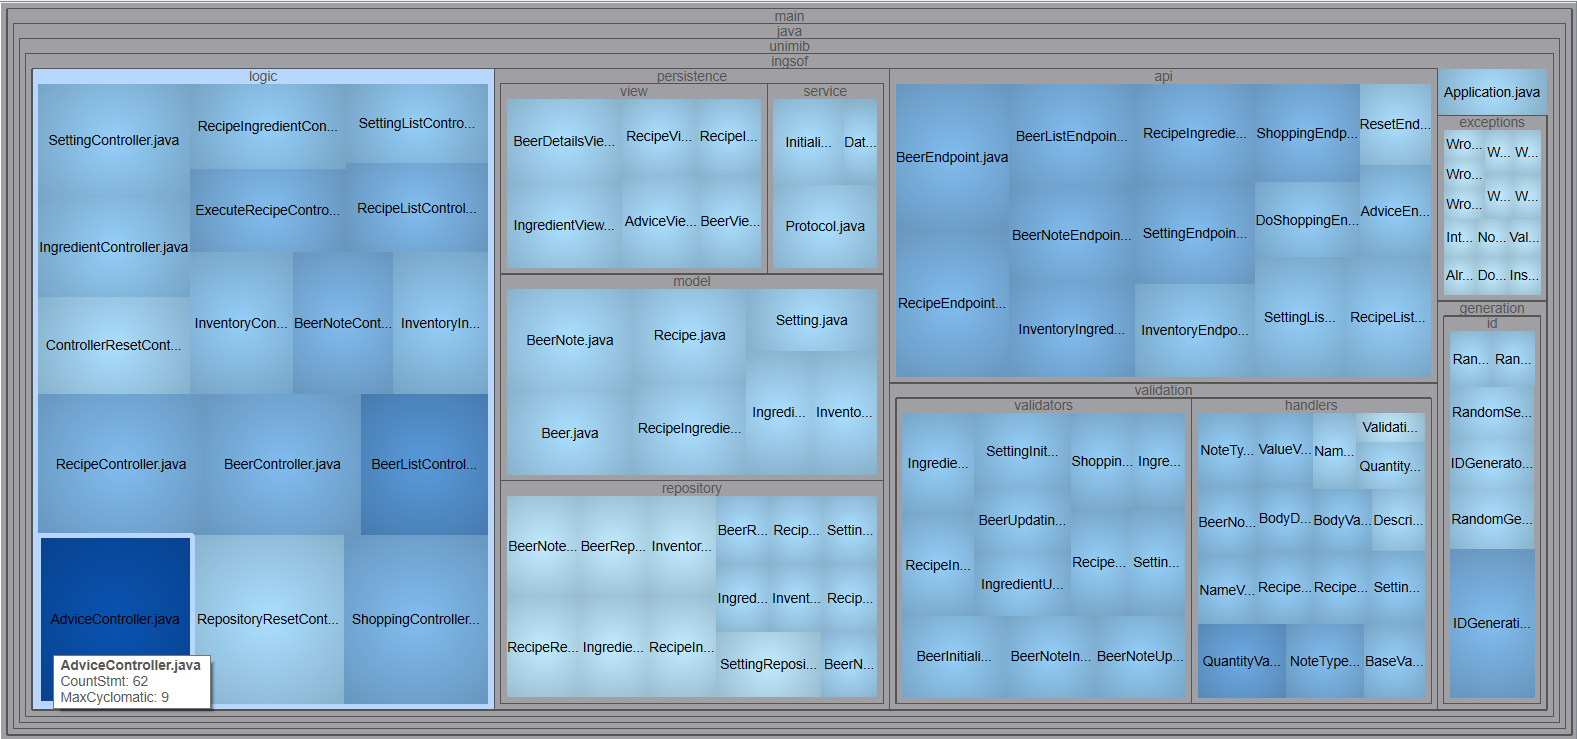 main
java
unimib
ingsof
logic
SettingController.java
RecipeIngredientCon...
SettingListContro...
ExecuteRecipeContro...
RecipeListControl...
IngredientController.java
ControllerResetCont...
InventoryCon...
BeerNoteCont...
InventoryIn...
RecipeController.java
BeerController.java
BeerListControl...
AdviceController.java
RepositoryResetCont...
ShoppingController...
AdviceController.java
CountStmt: 62
MaxCyclomatic: 9
persistence
view
BeerDetailsVie...
RecipeVi...
RecipeI...
IngredientView...
AdviceVie...
BeerVie...
service
Initiali...
Dat...
Protocol.java
model
BeerNote.java
Recipe.java
Setting.java
Beer.java
RecipeIngredie...
Ingredi...
Invento...
repository
BeerNote...
BeerRep...
Inventor...
BeerR...
Recip...
Settin...
Ingred...
Invent...
Recip...
RecipeRe...
Ingredie...
RecipeIn...
SettingReposi...
BeerN...
api
BeerEndpoint.java
BeerListEndpoin...
RecipeIngredie...
ShoppingEndp...
ResetEnd...
BeerNoteEndpoin...
SettingEndpoin...
DoShoppingEn...
AdviceEn...
RecipeEndpoint...
InventoryIngred...
InventoryEndpo...
SettingLis...
RecipeList...
validation
validators
Ingredie...
SettingInit...
Shoppin...
Ingre...
BeerUpdatin...
RecipeIn...
IngredientU...
Recipe...
Settin...
BeerInitiali...
BeerNoteIn...
BeerNoteUp...
handlers
NoteTy...
ValueV...
Nam...
Validati...
Quantity...
BeerNo...
BodyD...
BodyVa...
Descri...
NameV...
Recipe...
Recipe...
Settin...
QuantityVa...
NoteType...
BaseVa...
Application.java
exceptions
Wro...
W...
W...
Wro...
Wro...
W...
W...
Int...
No...
Val...
Alr...
Do...
Ins...
generation
id
Ran...
Ran...
RandomSe...
IDGenerato...
RandomGe...
IDGenerati...